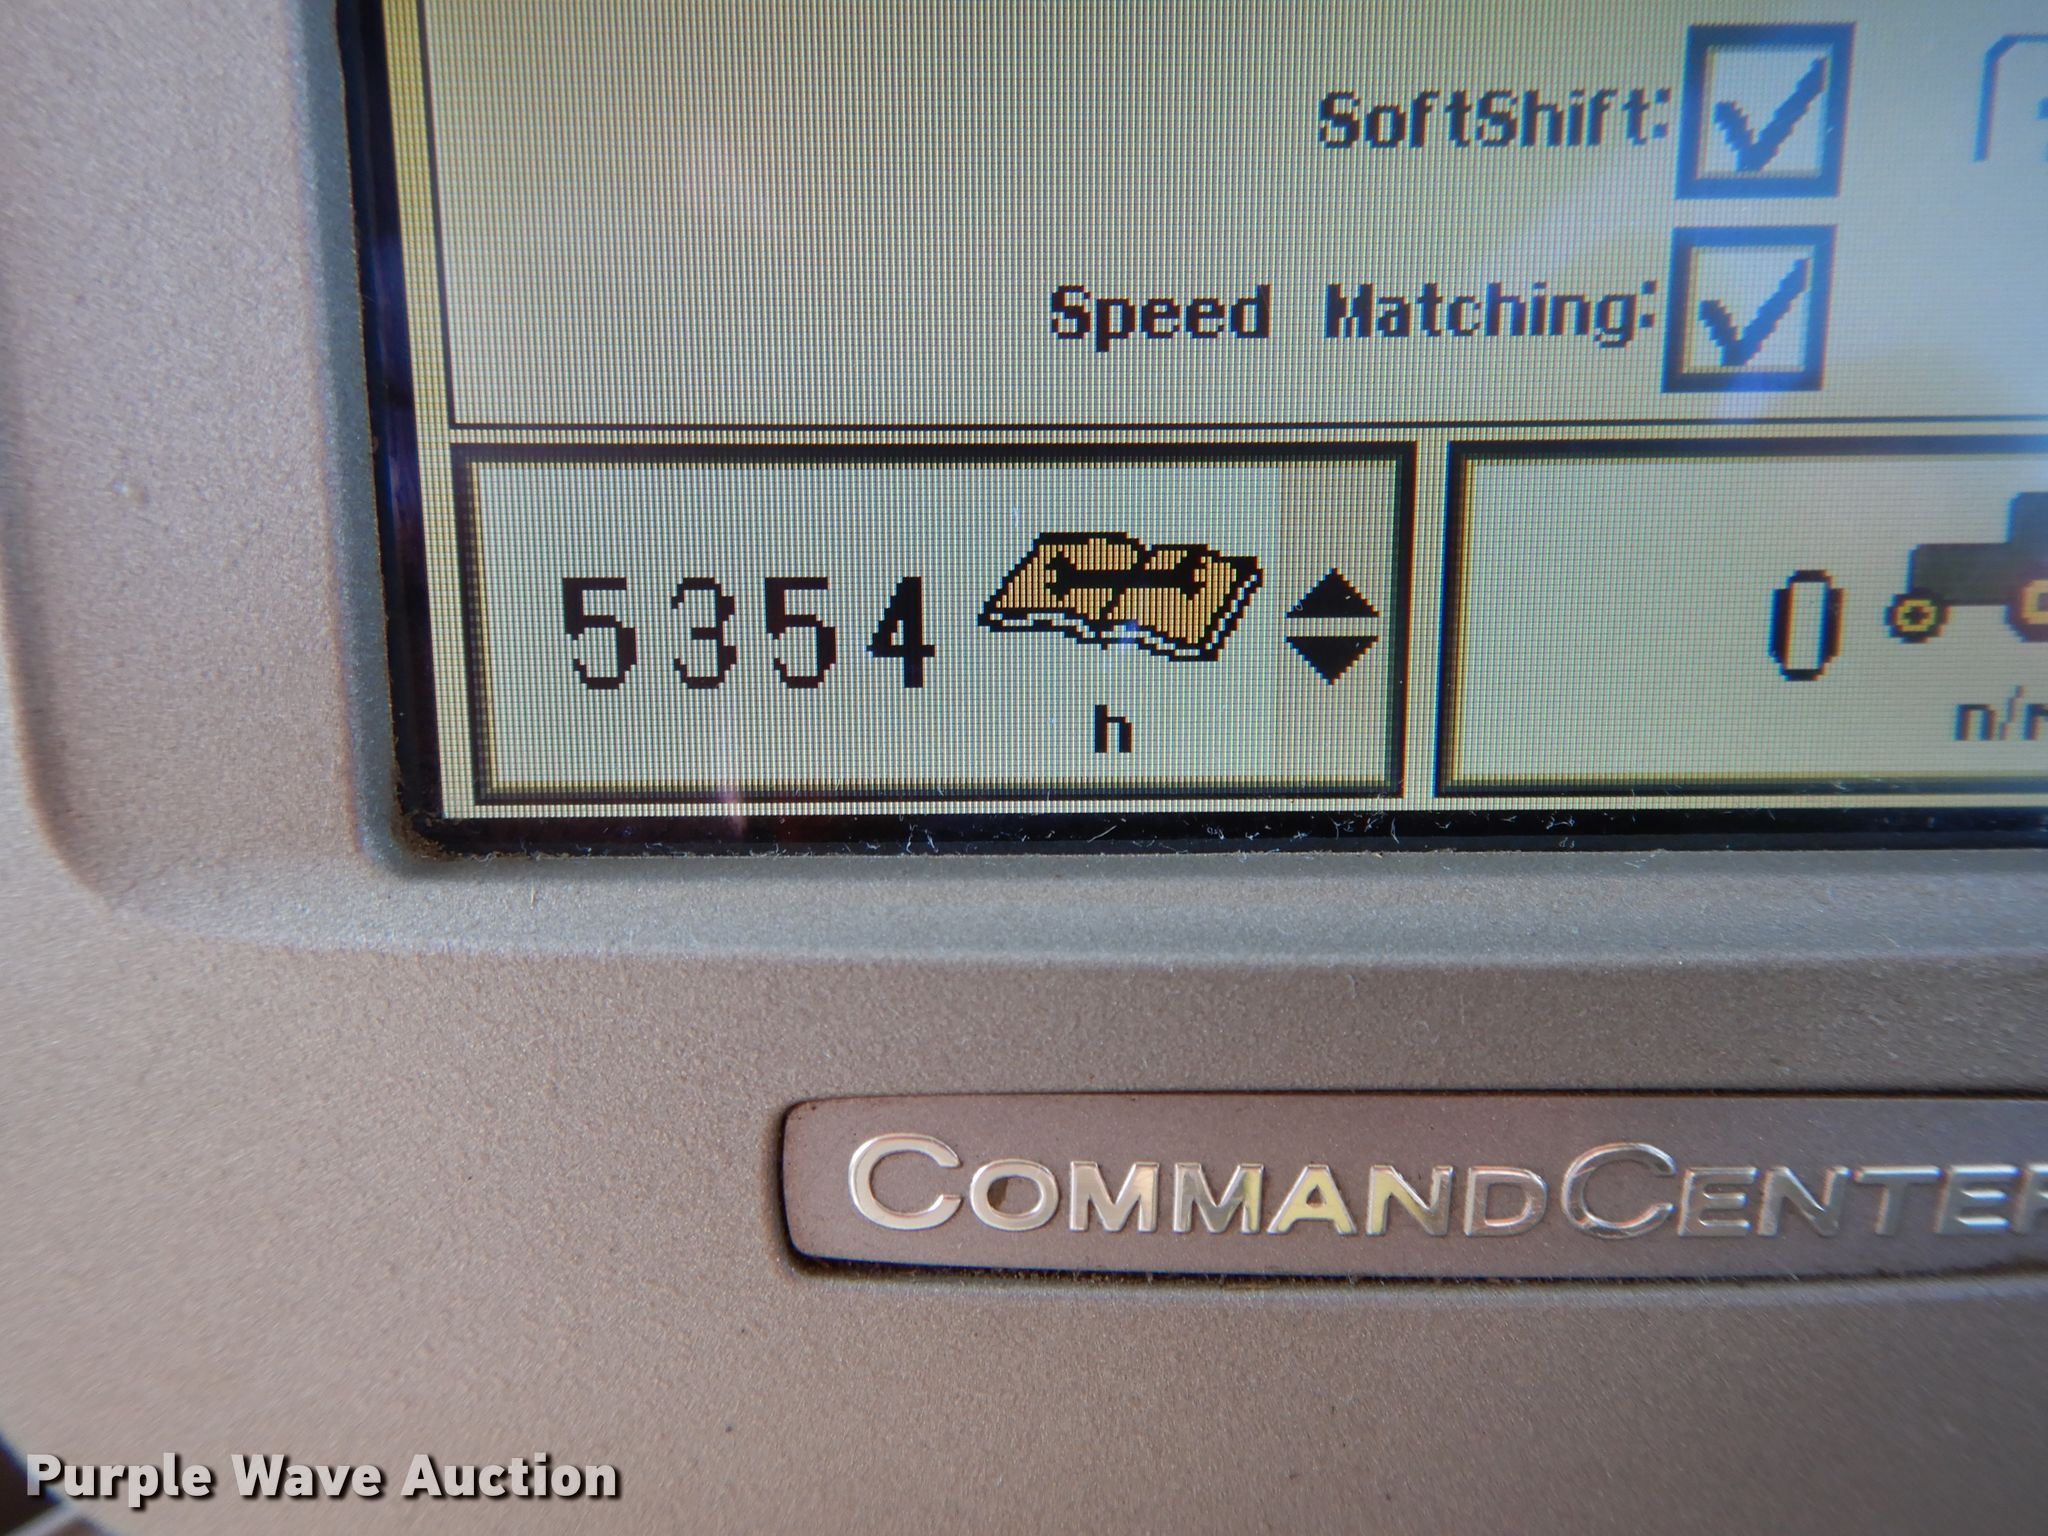 SoftShift:
Speed Matching:
5354
h
0
COMMANDCENTER
Purple Wave Auction